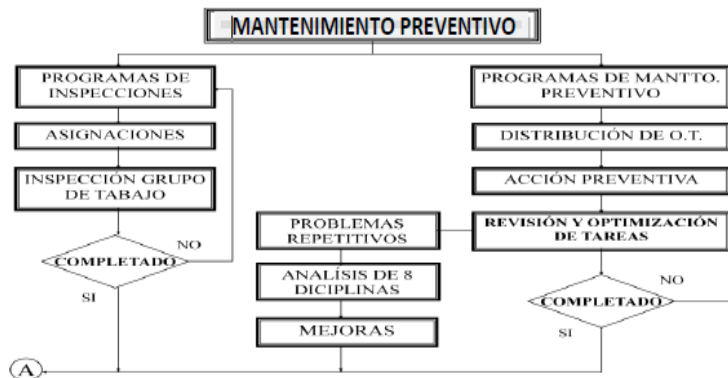 MANTENIMIENTO PREVENTIVO
PROGRAMAS DE
INSPECCIONES
ASIGNACIONES
INSPECCIÓN GRUPO
DE TABAJO
COMPLETADO
NO
SI
PROBLEMAS
REPETITIVOS
ANALÍSIS DE 8
DICIPLINAS
MEJORAS
PROGRAMAS DE MANTTO.
PREVENTIVO
DISTRIBUCIÓN DE O.T.
ACCIÓN PREVENTIVA
REVISIÓN Y OPTIMIZACIÓN
DE TAREAS
COMPLETADO
NO
SI
A